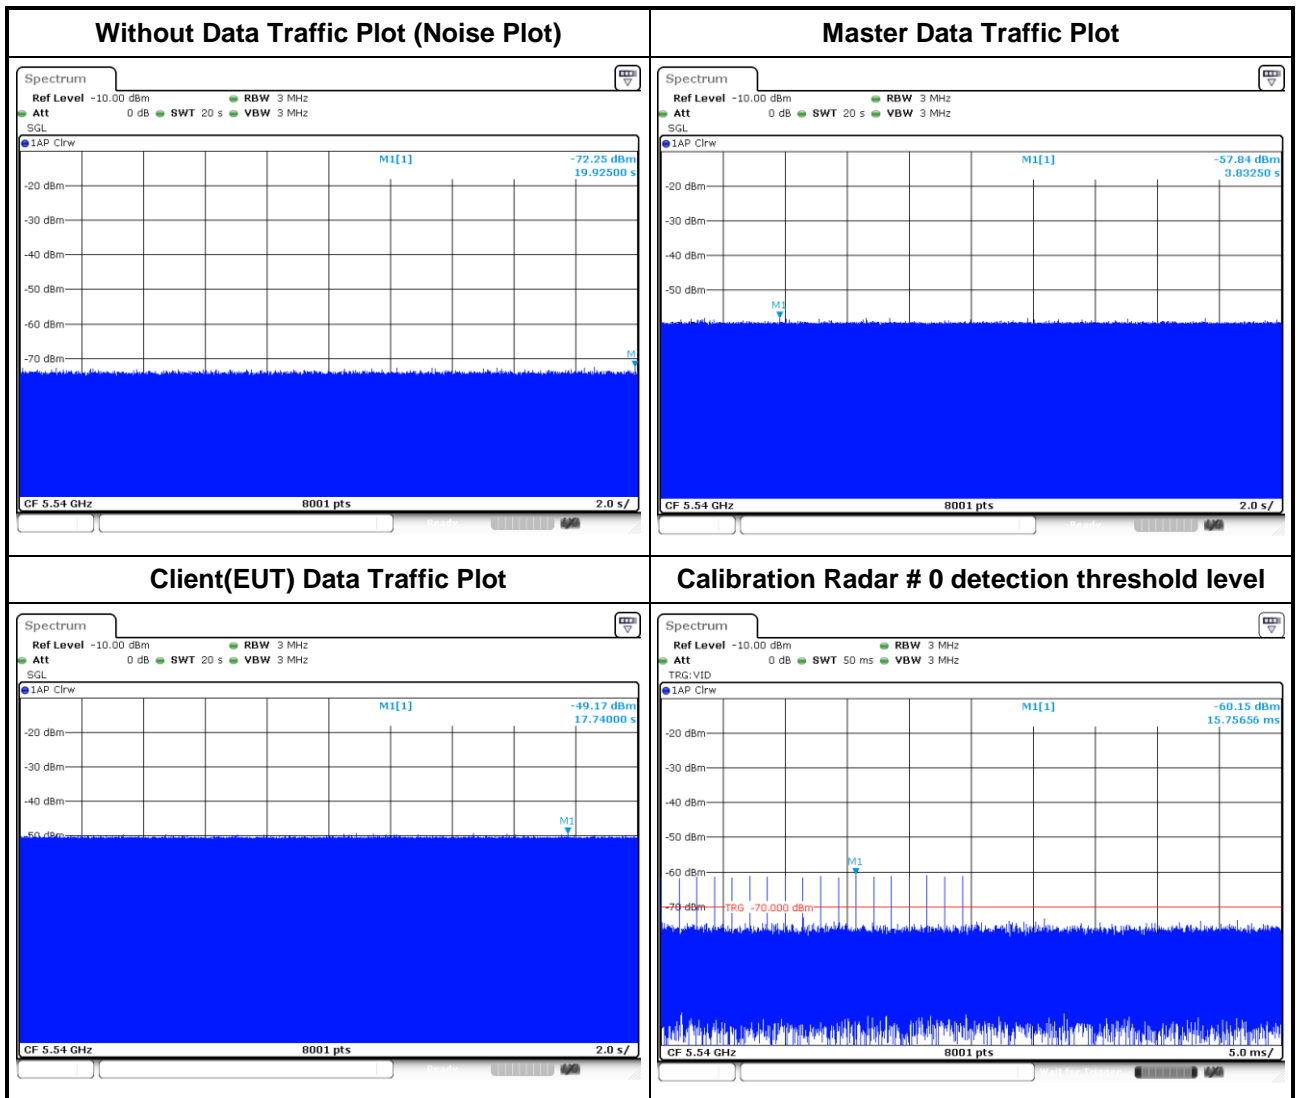 Without Data Traffic Plot (Noise Plot)
Spectrum
Ref Level -10.00 dBm RBW 3 MHz
Att 0 dB SWT 20 s VBW 3 MHz
SGL
1AP Clrw
M1[1] -72.25 dBm
19.92500 s
-20 dBm
-30 dBm
-40 dBm
-50 dBm
-60 dBm
-70 dBm
M
CF 5.54 GHz 8001 pts 2.0 s/
Ready
Master Data Traffic Plot
Spectrum
Ref Level -10.00 dBm RBW 3 MHz
Att 0 dB SWT 20 s VBW 3 MHz
SGL
1AP Clrw
M1[1] -57.84 dBm
3.83250 s
-20 dBm
-30 dBm
-40 dBm
-50 dBm
M1
CF 5.54 GHz 8001 pts 2.0 s/
Ready
Client(EUT) Data Traffic Plot
Spectrum
Ref Level -10.00 dBm RBW 3 MHz
Att 0 dB SWT 20 s VBW 3 MHz
SGL
1AP Clrw
M1[1] -49.17 dBm
17.74000 s
-20 dBm
-30 dBm
-40 dBm
-50 dBm
M1
CF 5.54 GHz 8001 pts 2.0 s/
Ready
Calibration Radar # 0 detection threshold level
Spectrum
Ref Level -10.00 dBm RBW 3 MHz
Att 0 dB SWT 50 ms VBW 3 MHz
TRG:VID
1AP Clrw
M1[1] -60.15 dBm
15.75656 ms
-20 dBm
-30 dBm
-40 dBm
-50 dBm
M1
-60 dBm
-70 dBm TRG -70.000 dBm
CF 5.54 GHz 8001 pts 5.0 ms/
Wait for Trigger